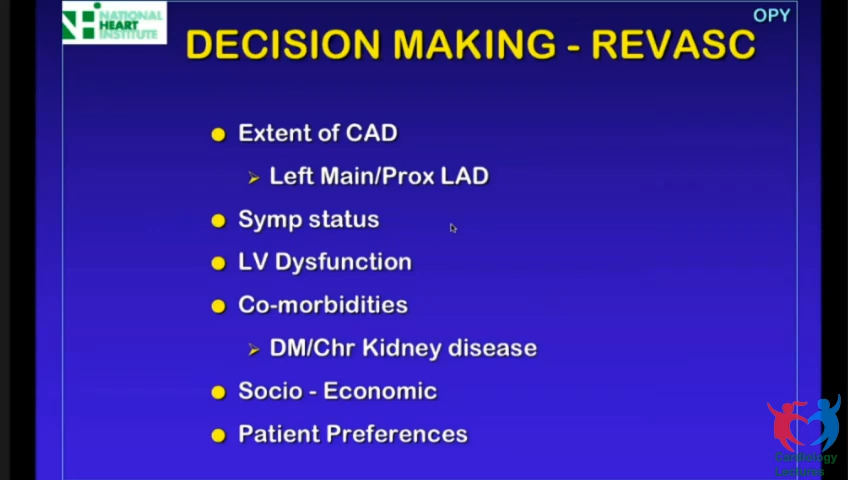 NATIONAL
HEART
INSTITUTE
OPY
DECISION MAKING - REVASC
Extent of CAD
Left Main/Prox LAD
Symp status
LV Dysfunction
Co-morbidities
DM/Chr Kidney disease
Socio - Economic
Patient Preferences
Cardiology
Lectures